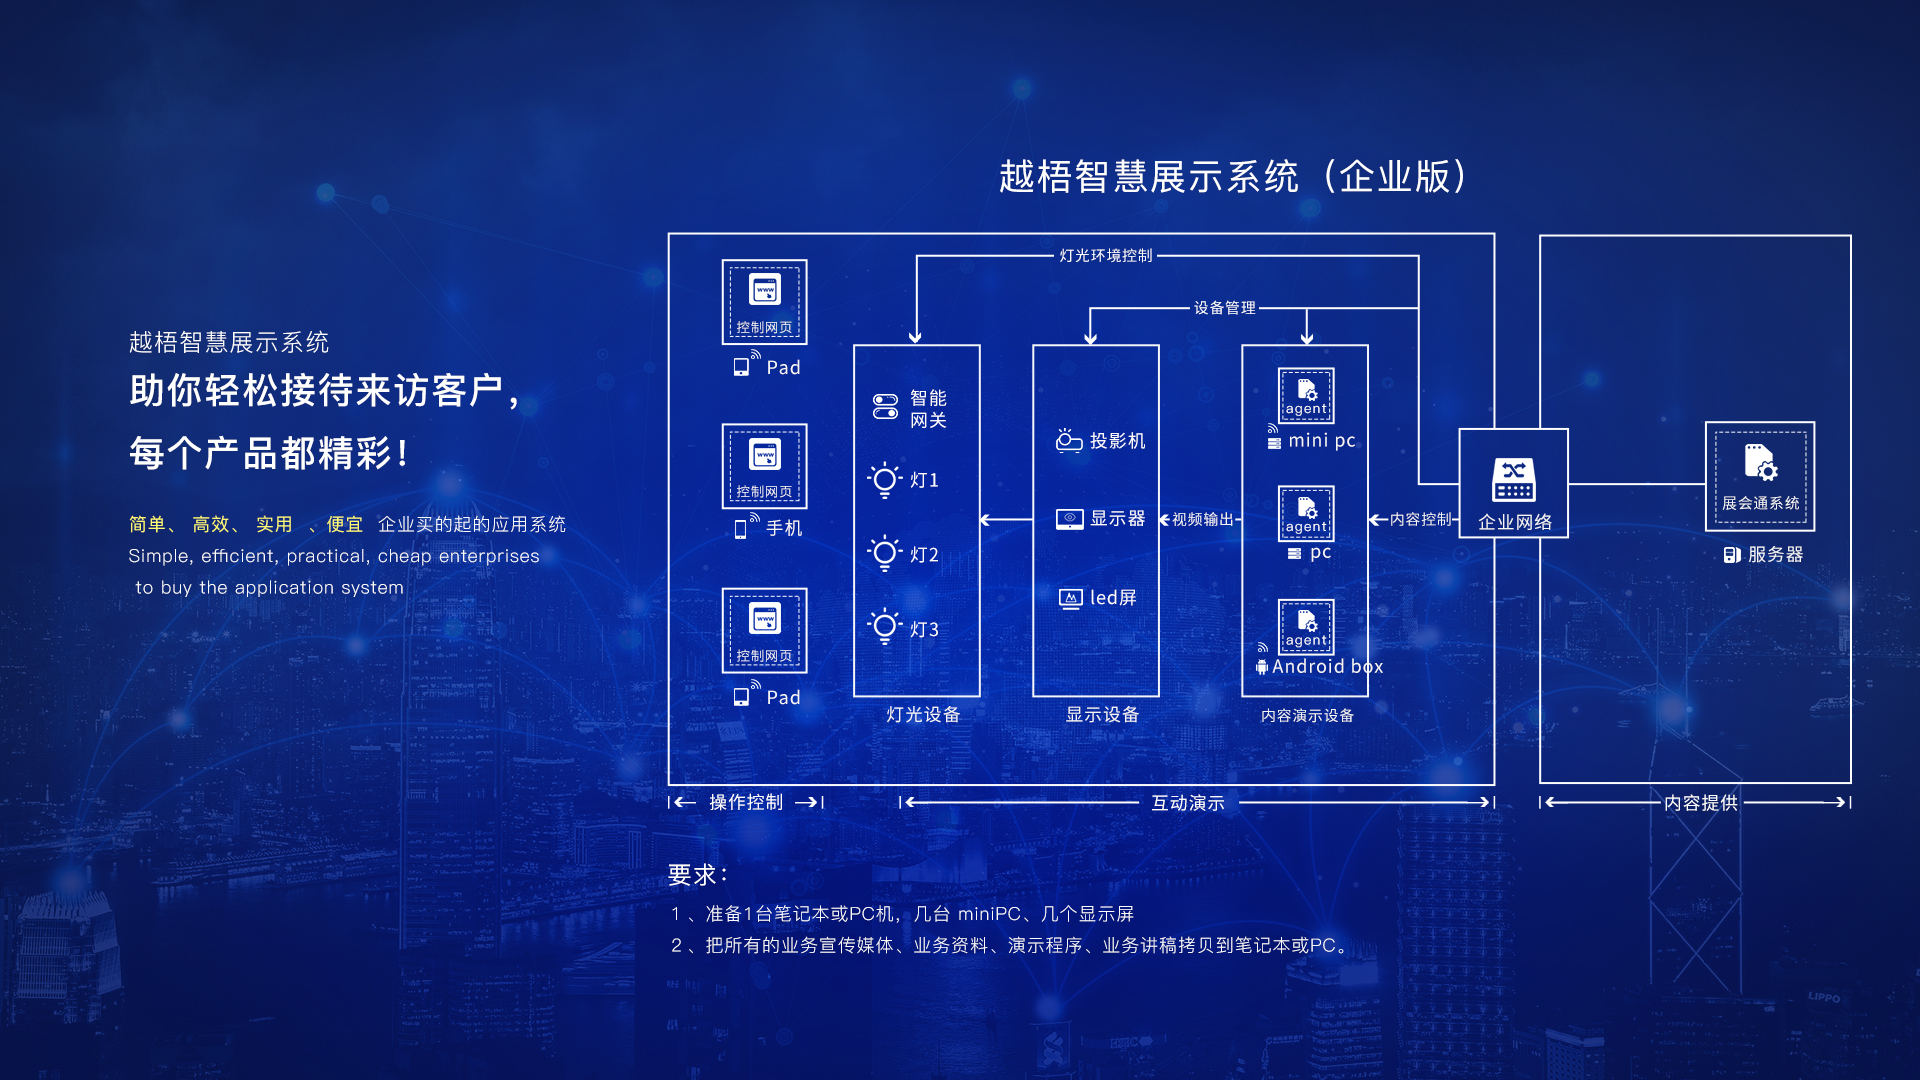 越梧智慧展示系统（企业版）
越梧智慧展示系统
助你轻松接待来访客户，
每个产品都精彩！
简单、 高效、 实用 、便宜 企业买的起的应用系统
Simple, efficient, practical, cheap enterprises
to buy the application system
灯光环境控制
设备管理
www
控制网页
Pad
www
控制网页
手机
www
控制网页
Pad
智能
网关
灯1
灯2
灯3
灯光设备
投影机
显示器
led屏
显示设备
视频输出
agent
mini pc
agent
pc
agent
Android box
内容演示设备
内容控制
企业网络
展会通系统
服务器
操作控制
互动演示
内容提供
要求：
1 、准备1台笔记本或PC机，几台 miniPC、几个显示屏
2 、把所有的业务宣传媒体、业务资料、演示程序、业务讲稿拷贝到笔记本或PC。
LIPPO